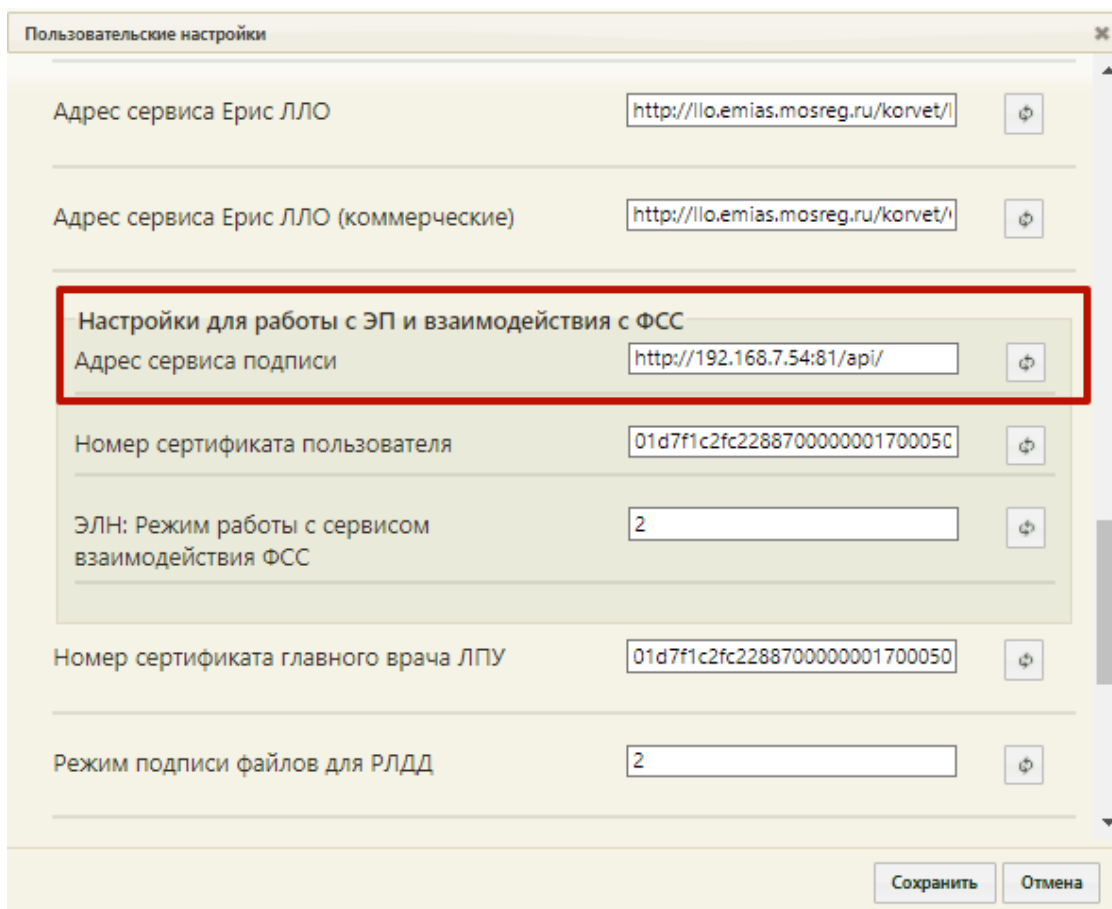 Пользовательские настройки
Адрес сервиса Ерис ЛЛО
http://llo.emias.mosreg.ru/korvet/
Адрес сервиса Ерис ЛЛО (коммерческие)
http://llo.emias.mosreg.ru/korvet/
Настройки для работы с ЭП и взаимодействия с ФСС
Адрес сервиса подписи
http://192.168.7.54:81/api/
Номер сертификата пользователя
01d7f1c2fc2288700000001700050
ЭЛН: Режим работы с сервисом
взаимодействия ФСС
2
Номер сертификата главного врача ЛПУ
01d7f1c2fc2288700000001700050
Режим подписи файлов для РЛДД
2
Сохранить
Отмена